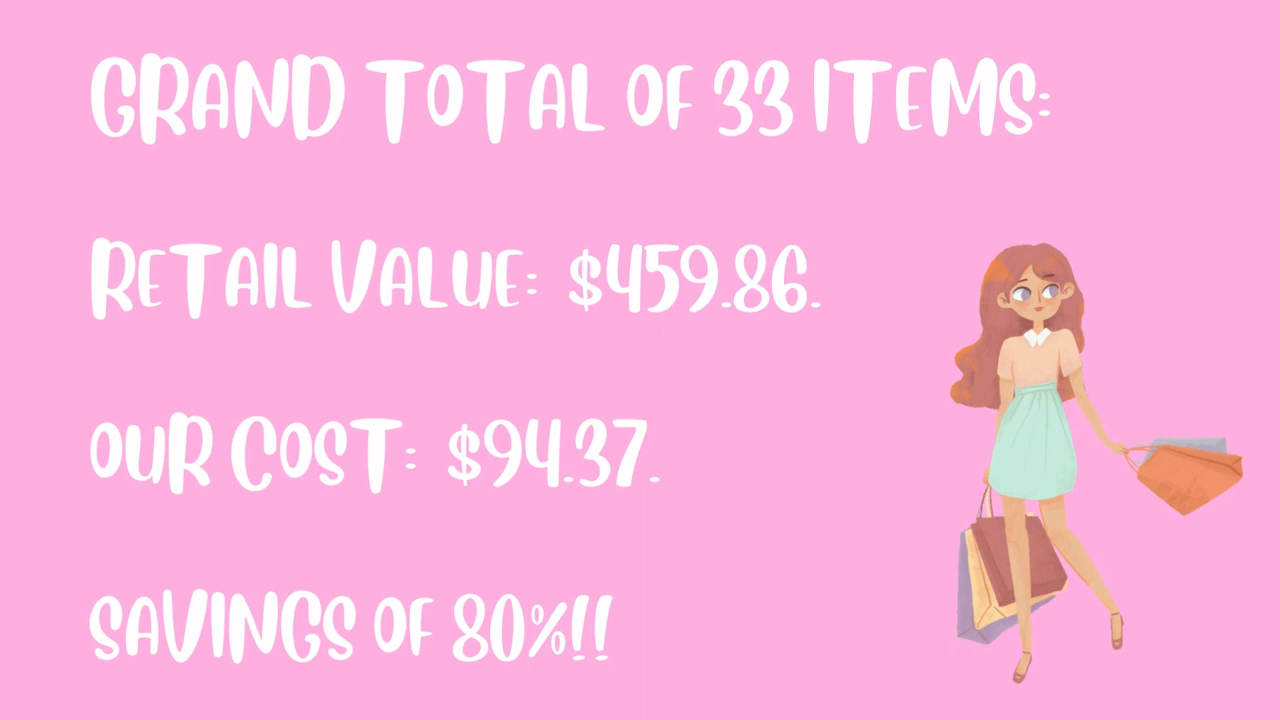 GRAND TOTAL OF 33 ITEMS:
RETAIL VALUE: $459.86.
OUR COST: $94.37.
SAVINGS OF 80%!!